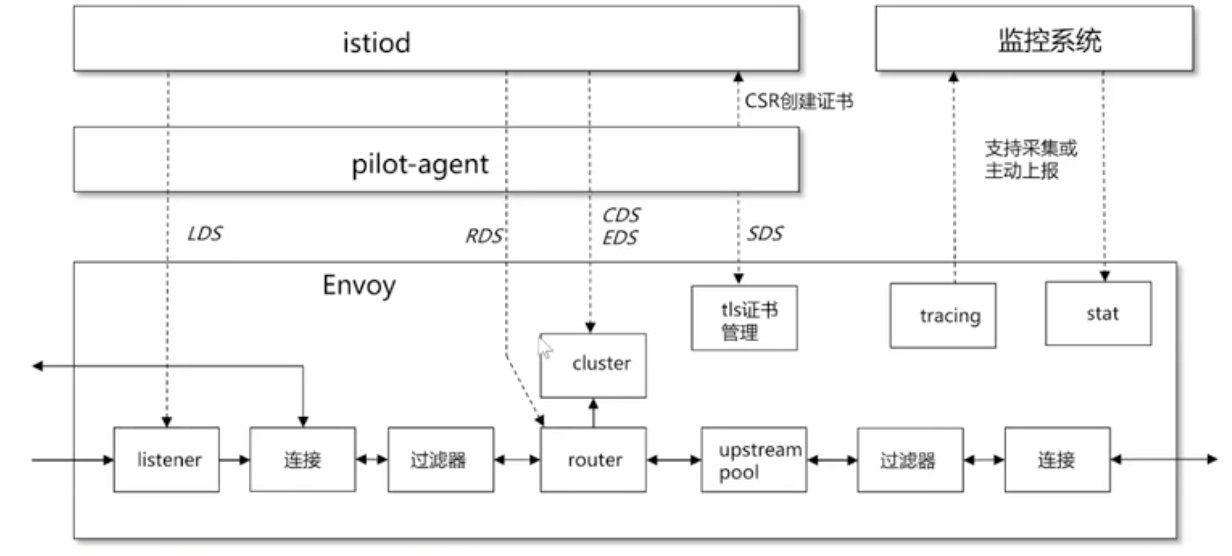 istiod
监控系统
CSR创建证书
pilot-agent
支持采集或
主动上报
LDS
RDS
CDS
EDS
SDS
Envoy
tls证书
管理
tracing
stat
cluster
listener
连接
过滤器
router
upstream
pool
过滤器
连接